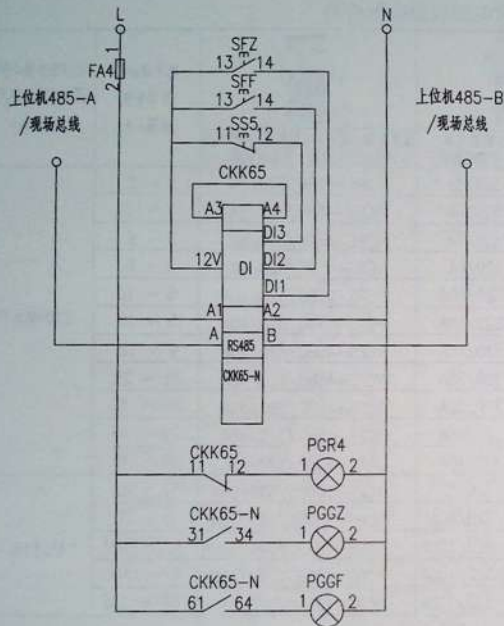 L
N
1
FA4
2
上位机485-A
/现场总线
上位机485-B
/现场总线
SFZ
13 14
SFF
13 14
SS5
11 12
CKK65
A3 A4
DI3
12V DI DI2
DI1
A1 A2
A RS485 B
CKK65-N
CKK65
11 12
PGR4
1 2
CKK65-N
31 34
PGGZ
1 2
CKK65-N
61 64
PGGF
1 2